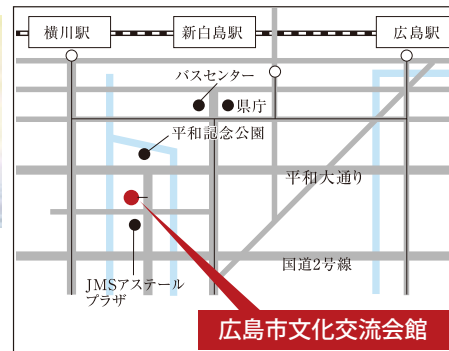 横川駅
新白島駅
広島駅
バスセンター
県庁
平和記念公園
平和大通り
国道2号線
JMSアステール
プラザ
広島市文化交流会館